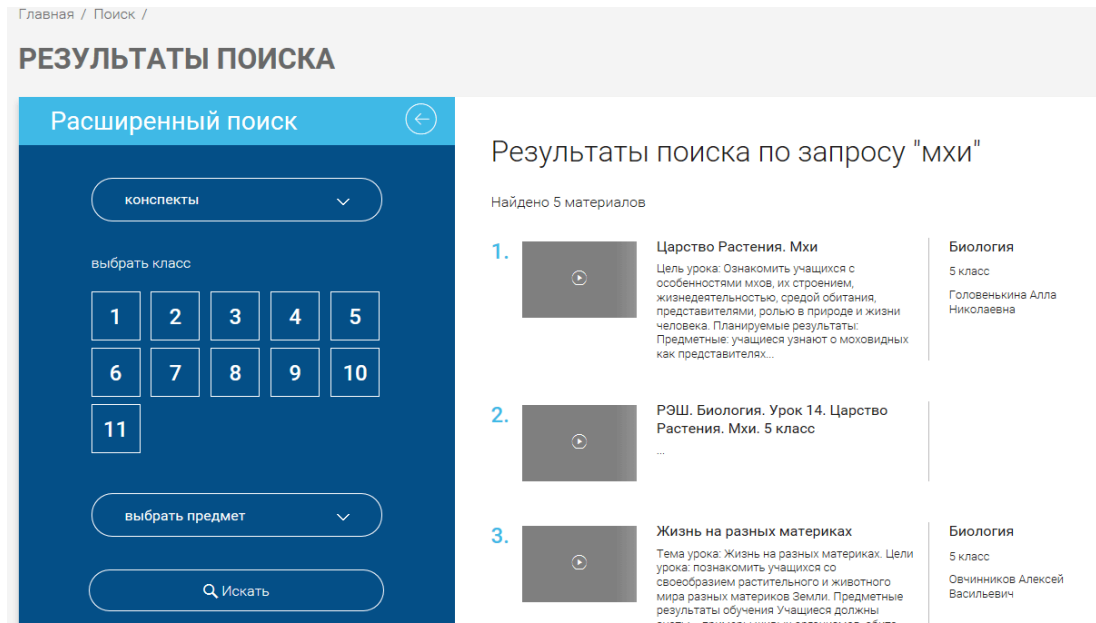 Главная / Поиск /
РЕЗУЛЬТАТЫ ПОИСКА
Расширенный поиск
конспекты
выбрать класс
1 2 3 4 5
6 7 8 9 10
11
выбрать предмет
Искать
Результаты поиска по запросу "мхи"
Найдено 5 материалов
1.
Царство Растения. Мхи
Цель урока: Ознакомить учащихся с
особенностями мхов, их строением,
жизнедеятельностью, средой обитания,
представителями, ролью в природе и жизни
человека. Планируемые результаты:
Предметные: учащиеся узнают о моховидных
как представителях...
Биология
5 класс
Головенькина Алла
Николаевна
2.
РЭШ. Биология. Урок 14. Царство
Растения. Мхи. 5 класс
...
3.
Жизнь на разных материках
Тема урока: Жизнь на разных материках. Цели
урока: познакомить учащихся со
своеобразием растительного и животного
мира разных материков Земли. Предметные
результаты обучения Учащиеся должны
Биология
5 класс
Овчинников Алексей
Васильевич